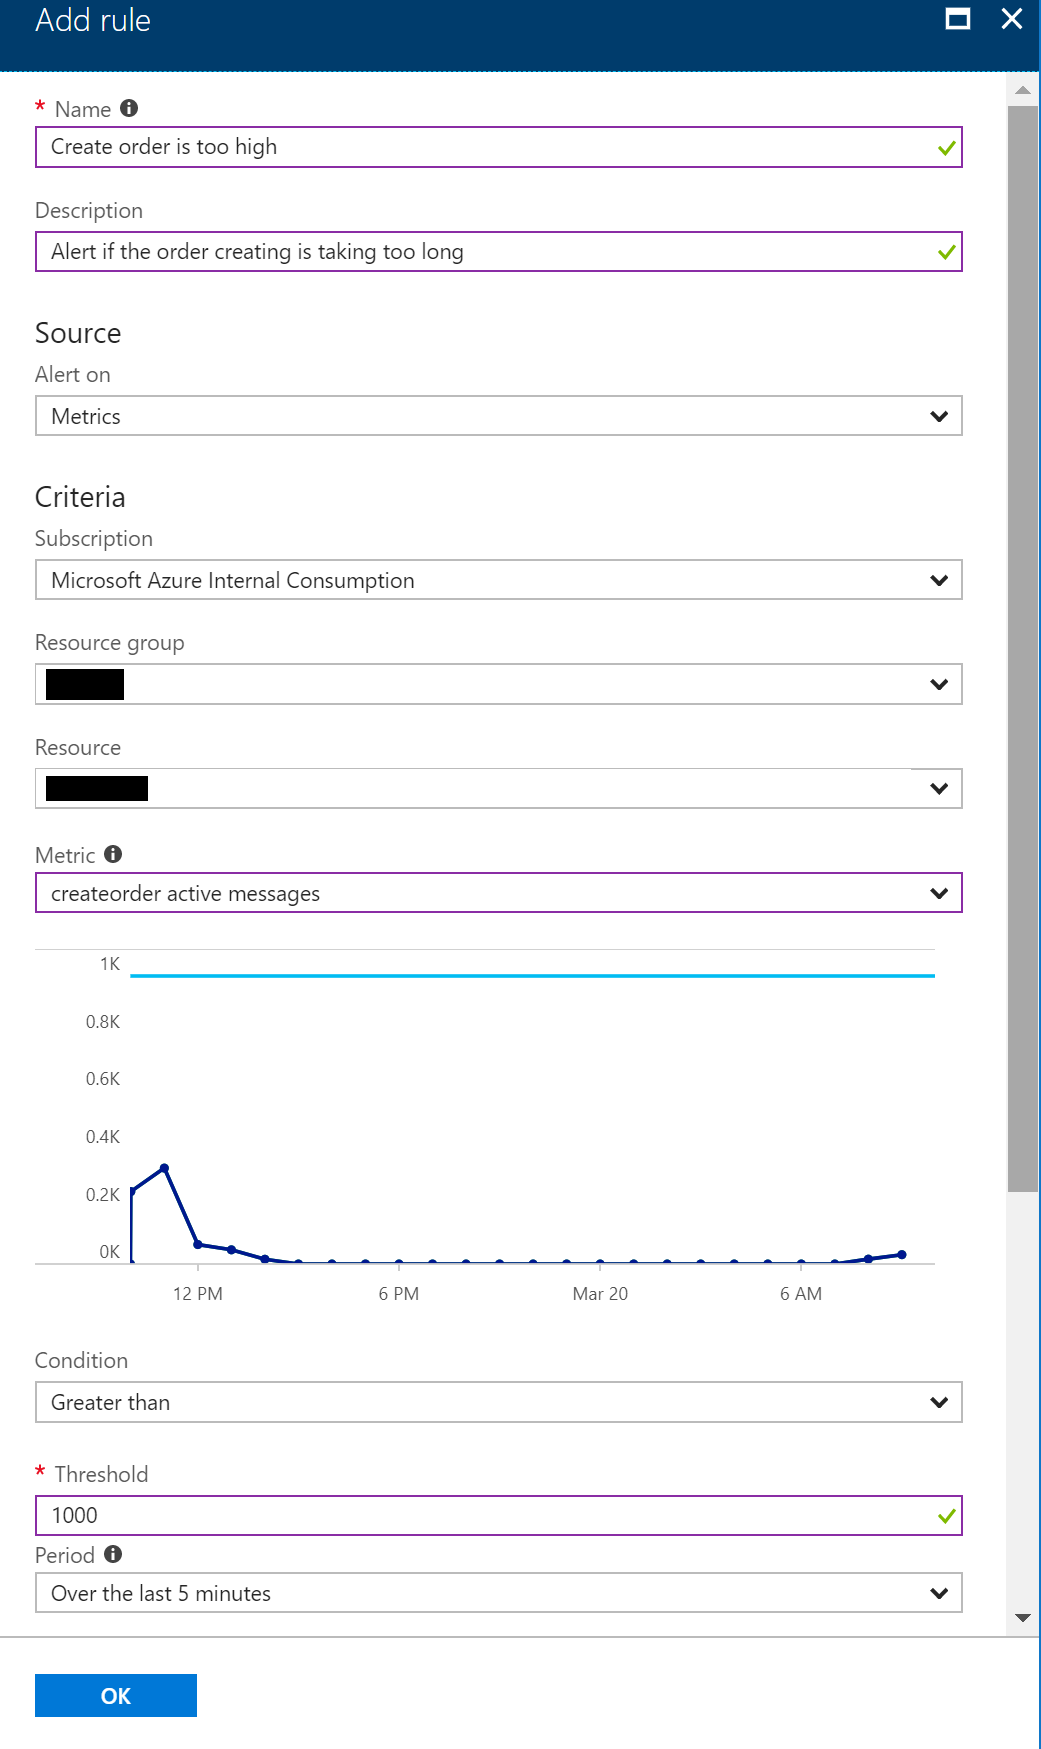 Add rule
* Name
Create order is too high
Description
Alert if the order creating is taking too long
Source
Alert on
Metrics
Criteria
Subscription
Microsoft Azure Internal Consumption
Resource group
Resource
Metric
createorder active messages
1K
0.8K
0.6K
0.4K
0.2K
0K
12 PM 6 PM Mar 20 6 AM
Condition
Greater than
* Threshold
1000
Period
Over the last 5 minutes
OK